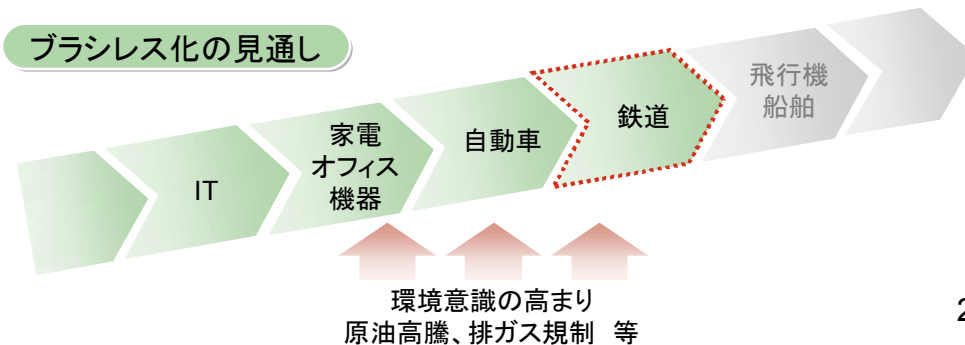 ブラシレス化の見通し
IT
家電
オフィス
機器
自動車
鉄道
飛行機
船舶
環境意識の高まり
原油高騰、排ガス規制　等
2